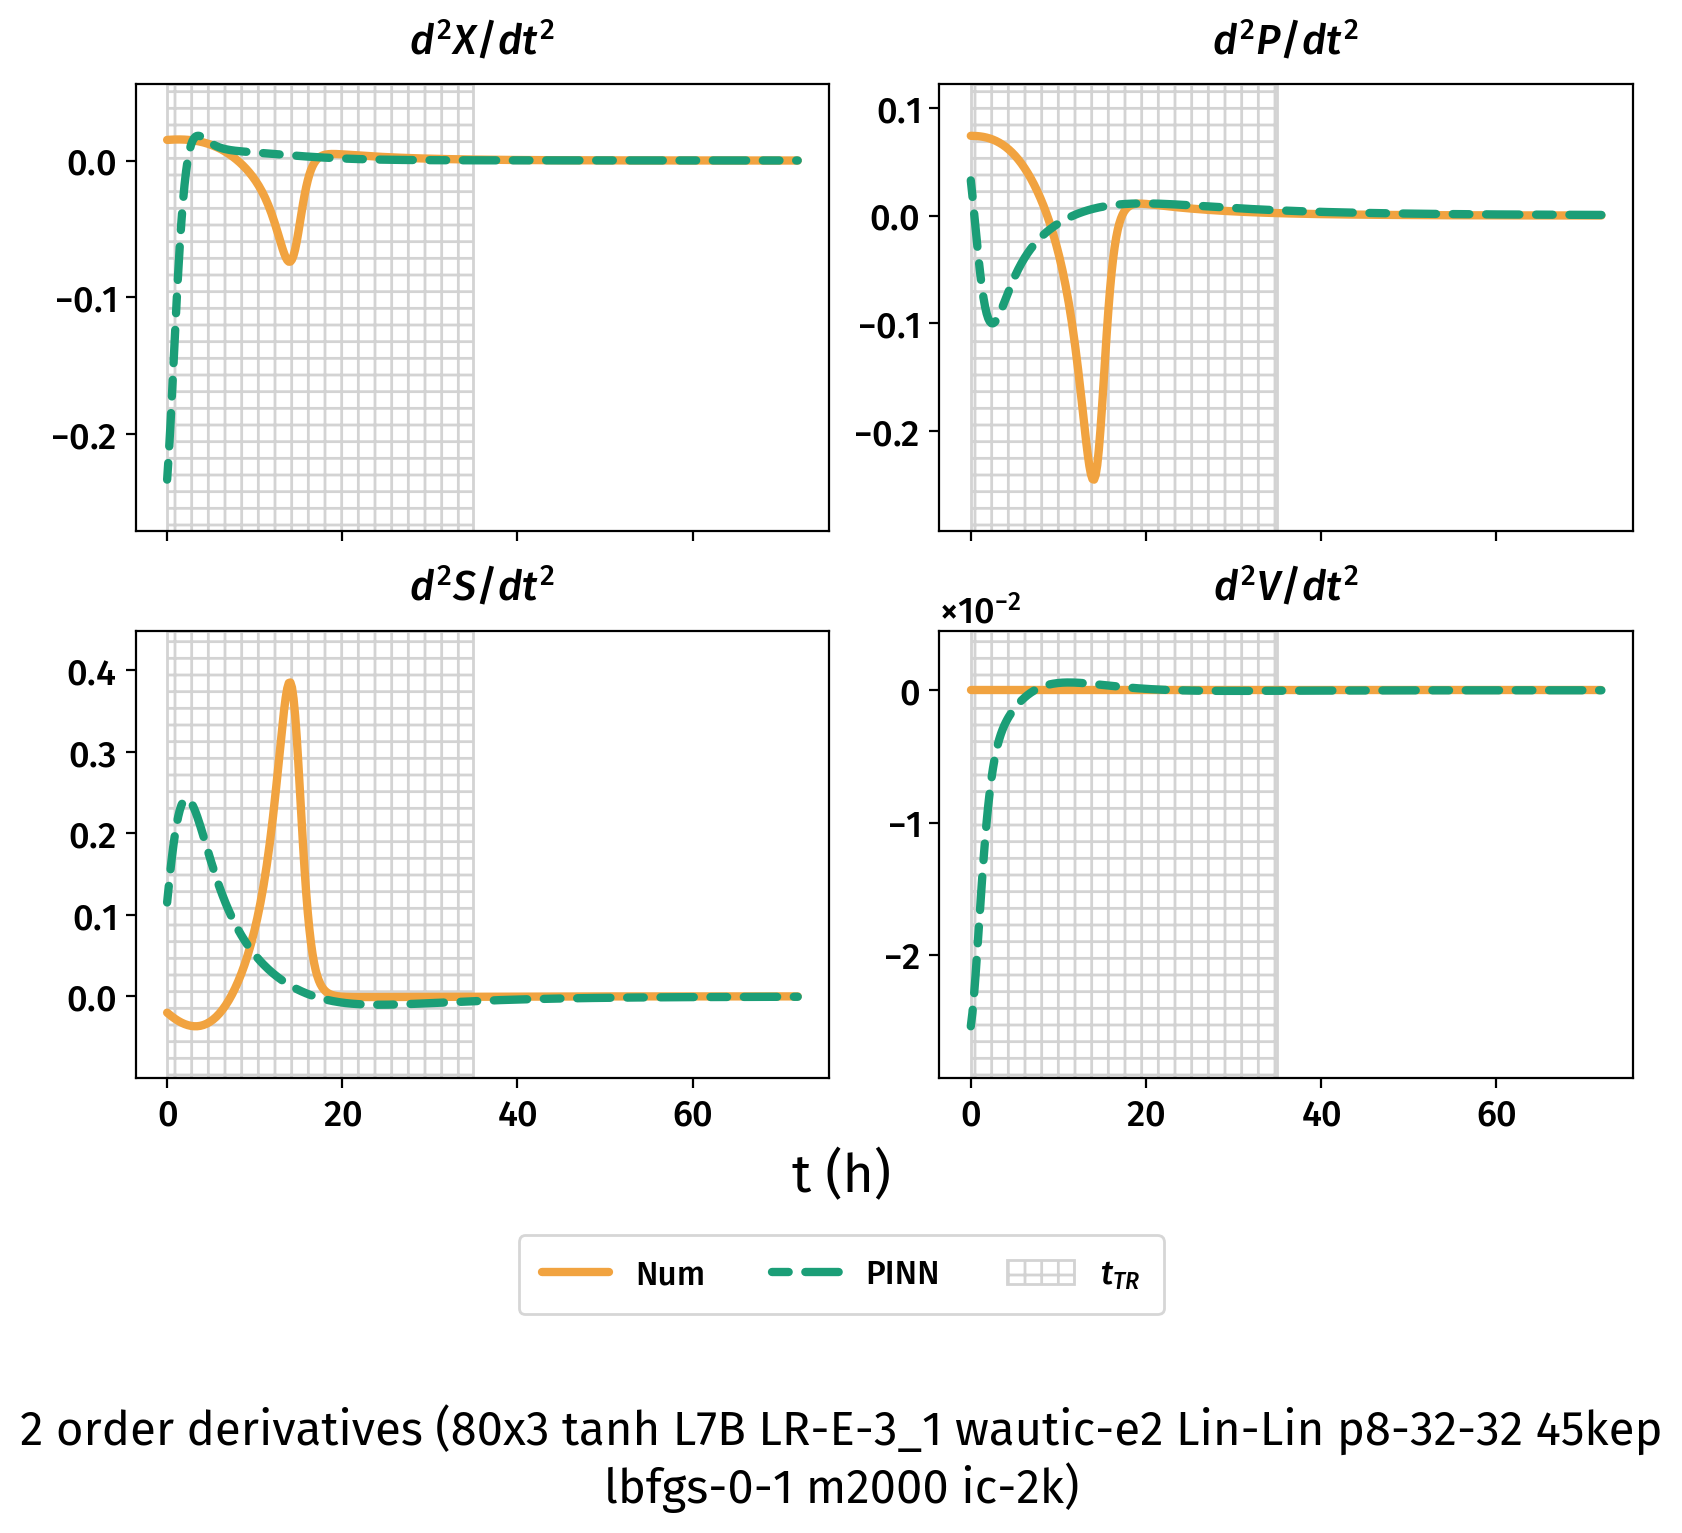 d²X/dt²
0.0
−0.1
−0.2
d²P/dt²
0.1
0.0
−0.1
−0.2
d²S/dt²
0.4
0.3
0.2
0.1
0.0
0 20 40 60
d²V/dt²
×10⁻²
0
−1
−2
0 20 40 60
t (h)
Num PINN t_TR
2 order derivatives (80x3 tanh L7B LR-E-3_1 wautic-e2 Lin-Lin p8-32-32 45kep
lbfgs-0-1 m2000 ic-2k)